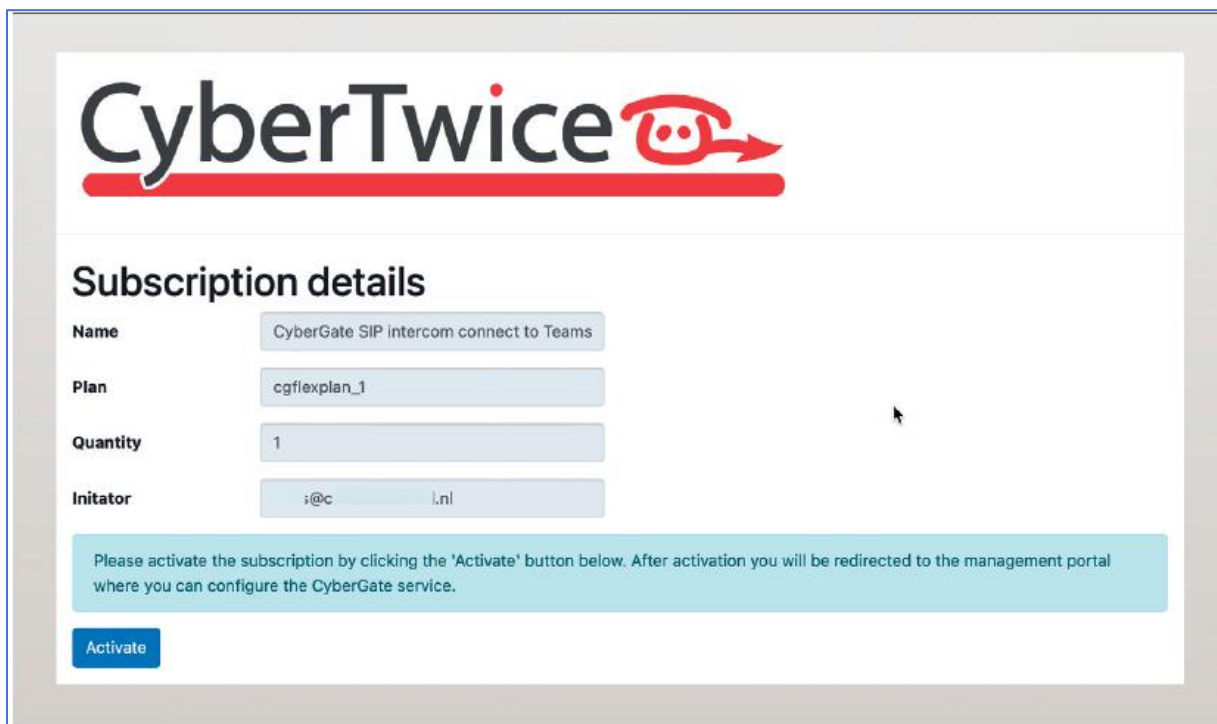 CyberTwice
Subscription details
Name CyberGate SIP intercom connect to Teams
Plan cgflexplan_1
Quantity 1
Initator s@c l.nl
Please activate the subscription by clicking the 'Activate' button below. After activation you will be redirected to the management portal
where you can configure the CyberGate service.
Activate